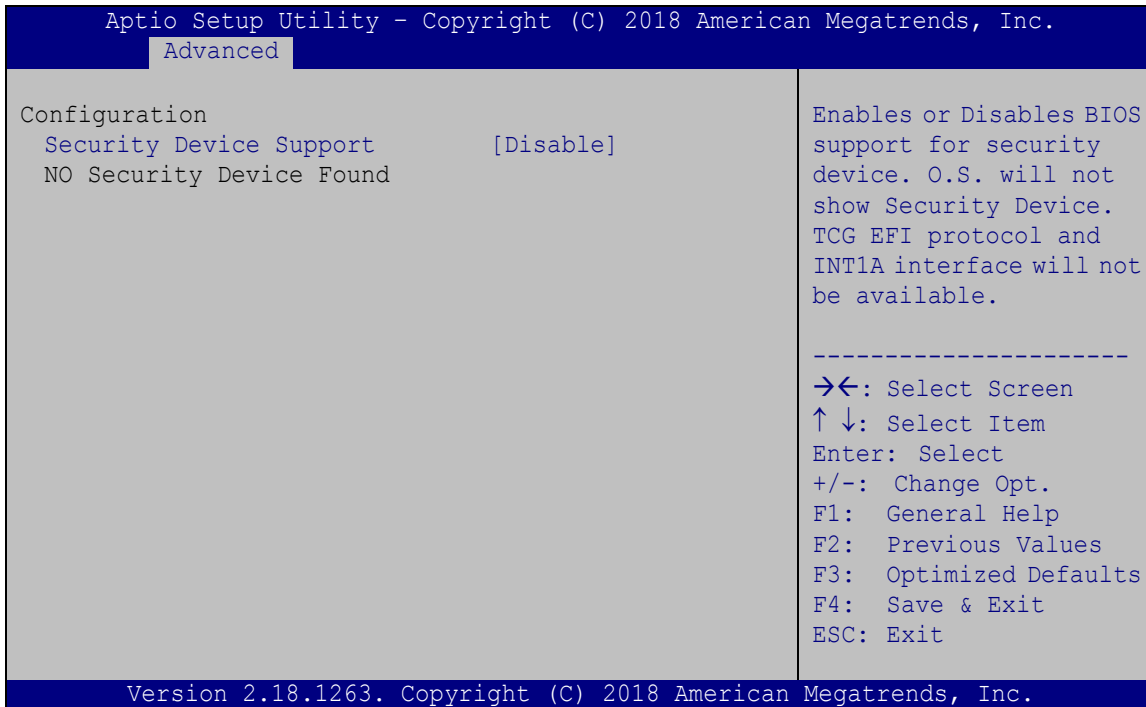 Aptio Setup Utility – Copyright (C) 2018 American Megatrends, Inc.
Advanced
Configuration
Security Device Support [Disable]
NO Security Device Found
Enables or Disables BIOS
support for security
device. O.S. will not
show Security Device.
TCG EFI protocol and
INT1A interface will not
be available.
----------------------
→←: Select Screen
↑ ↓: Select Item
Enter: Select
+/-: Change Opt.
F1: General Help
F2: Previous Values
F3: Optimized Defaults
F4: Save & Exit
ESC: Exit
Version 2.18.1263. Copyright (C) 2018 American Megatrends, Inc.